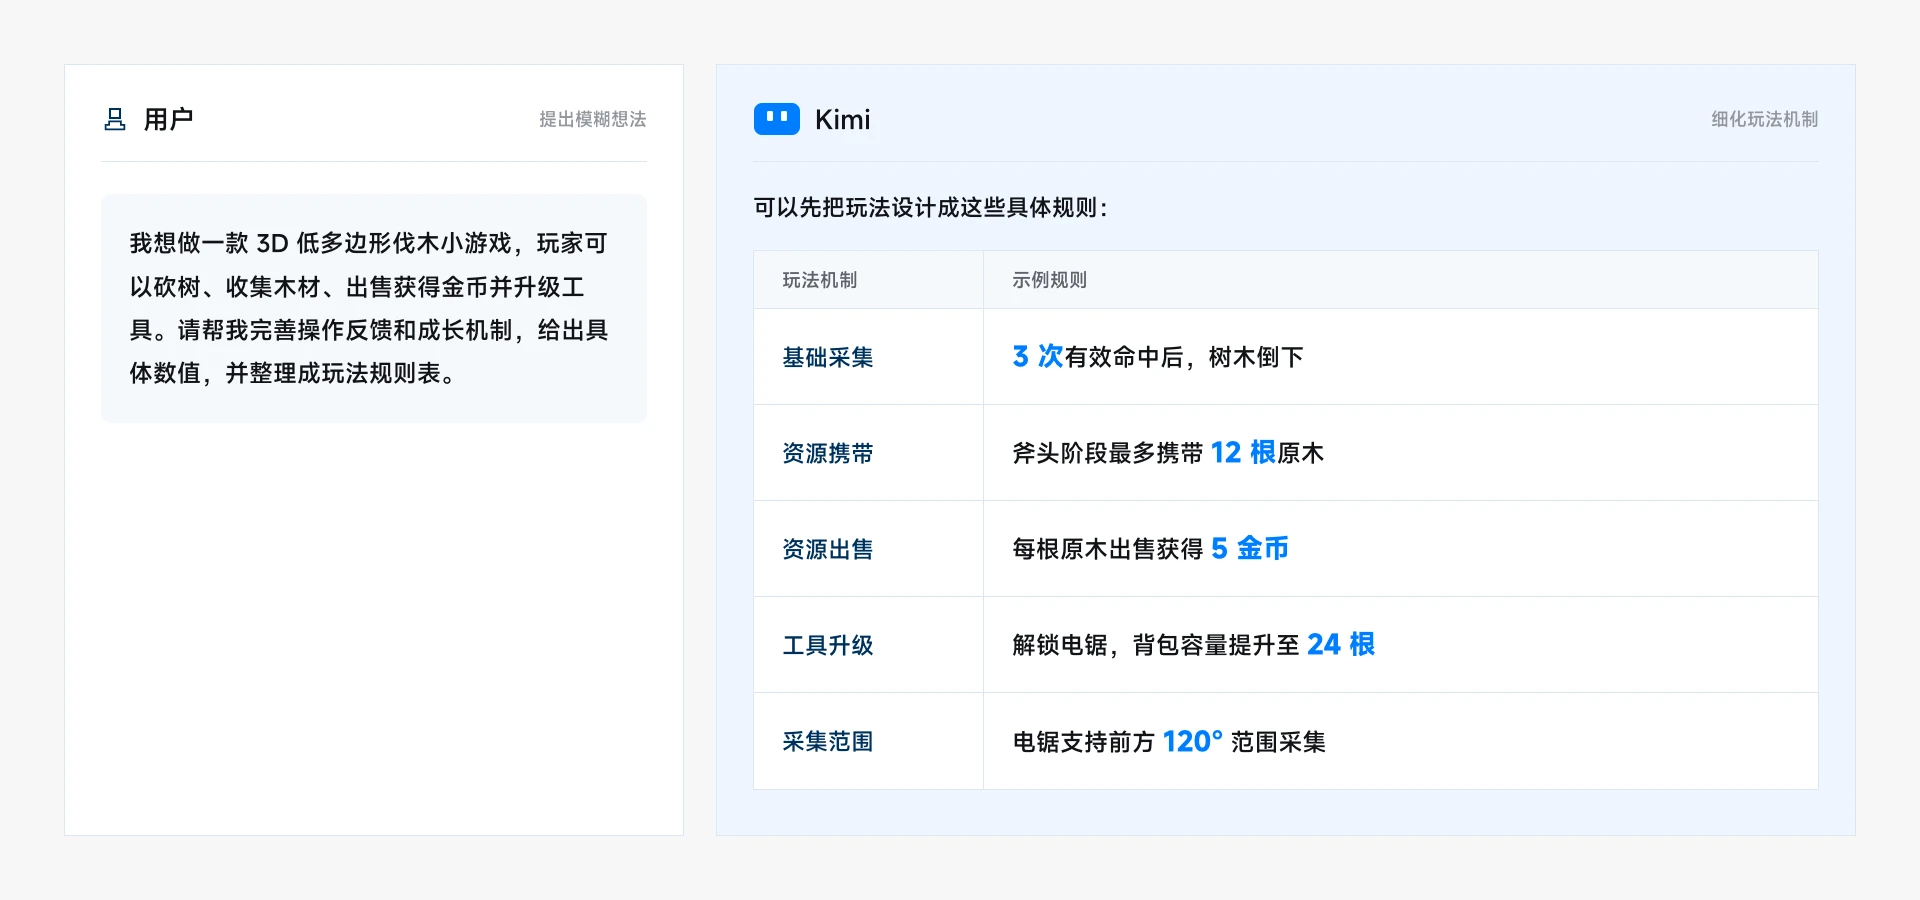 用户
提出模糊想法
我想做一款 3D 低多边形伐木小游戏，玩家可
以砍树、收集木材、出售获得金币并升级工
具。请帮我完善操作反馈和成长机制，给出具
体数值，并整理成玩法规则表。
Kimi
细化玩法机制
可以先把玩法设计成这些具体规则：
玩法机制 示例规则
基础采集 3 次有效命中后，树木倒下
资源携带 斧头阶段最多携带 12 根原木
资源出售 每根原木出售获得 5 金币
工具升级 解锁电锯，背包容量提升至 24 根
采集范围 电锯支持前方 120° 范围采集